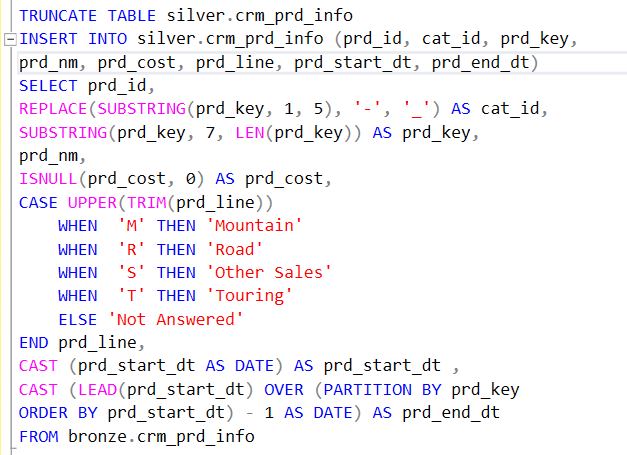 TRUNCATE TABLE silver.crm_prd_info
INSERT INTO silver.crm_prd_info (prd_id, cat_id, prd_key,
prd_nm, prd_cost, prd_line, prd_start_dt, prd_end_dt)
SELECT prd_id,
REPLACE(SUBSTRING(prd_key, 1, 5), '-', '_') AS cat_id,
SUBSTRING(prd_key, 7, LEN(prd_key)) AS prd_key,
prd_nm,
ISNULL(prd_cost, 0) AS prd_cost,
CASE UPPER(TRIM(prd_line))
    WHEN  'M' THEN 'Mountain'
    WHEN  'R' THEN 'Road'
    WHEN  'S' THEN 'Other Sales'
    WHEN  'T' THEN 'Touring'
    ELSE 'Not Answered'
END prd_line,
CAST (prd_start_dt AS DATE) AS prd_start_dt ,
CAST (LEAD(prd_start_dt) OVER (PARTITION BY prd_key
ORDER BY prd_start_dt) - 1 AS DATE) AS prd_end_dt
FROM bronze.crm_prd_info